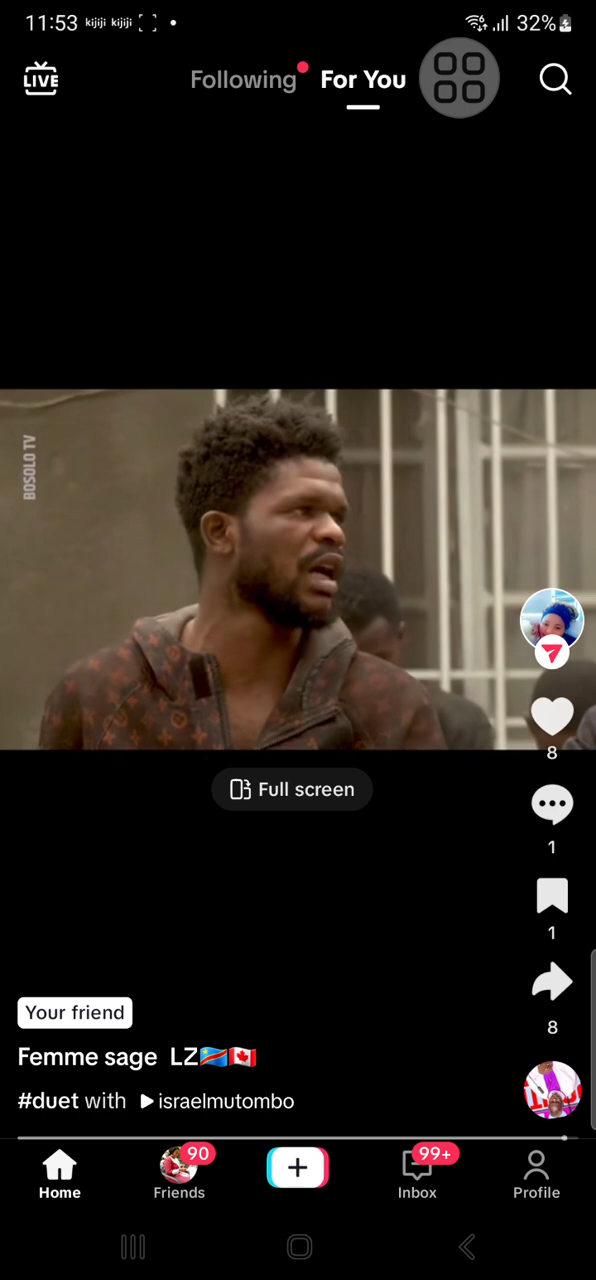 11:53 kijiji kijiji
32%
LIVE
Following
For You
BOSOLO TV
8
1
Full screen
1
8
Your friend
Femme sage LZ🇨🇩🇨🇦
#duet with israelmutombo
90
99+
Home
Friends
Inbox
Profile